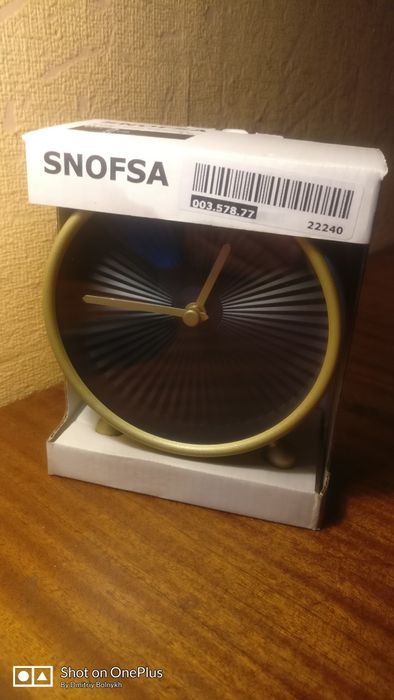 SNOFSA
003.578.77
22240
Shot on OnePlus
By Dmitriy Bolnykh